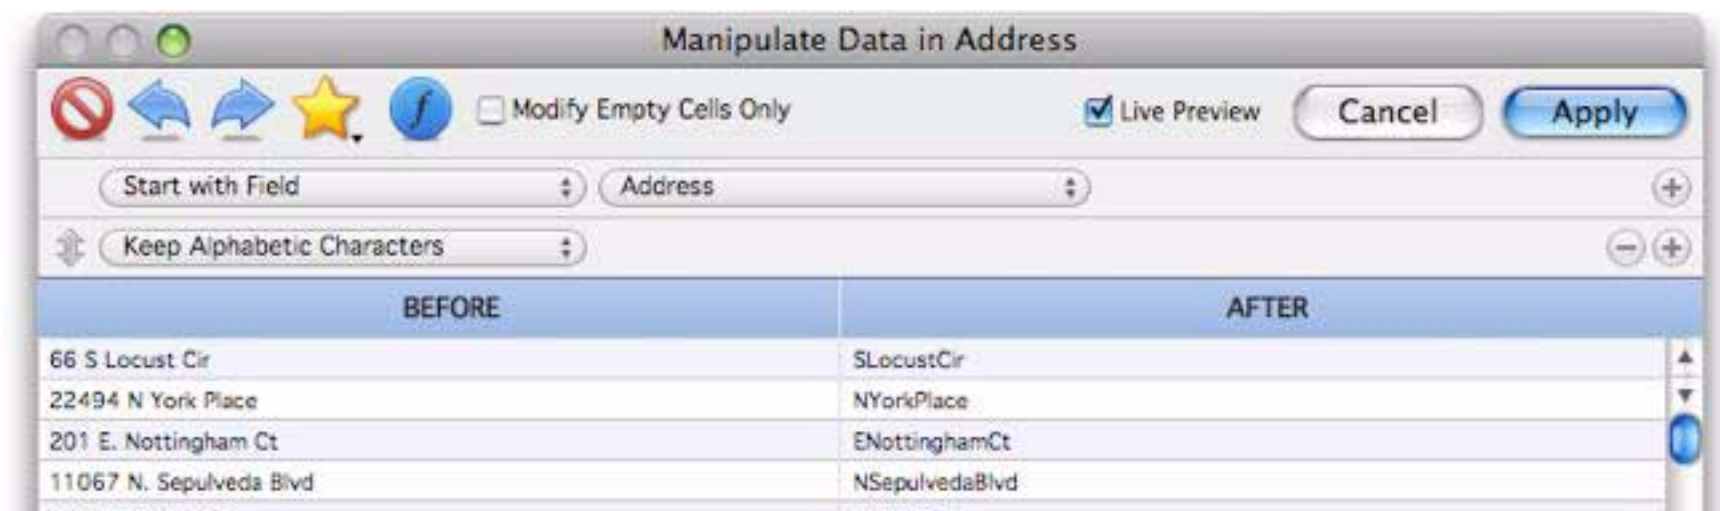 Manipulate Data in Address
f Modify Empty Cells Only Live Preview Cancel Apply
Start with Field Address
Keep Alphabetic Characters
BEFORE AFTER
66 S Locust Cir SLocustCir
22494 N York Place NYorkPlace
201 E. Nottingham Ct ENottinghamCt
11067 N. Sepulveda Blvd NSepulvedaBlvd